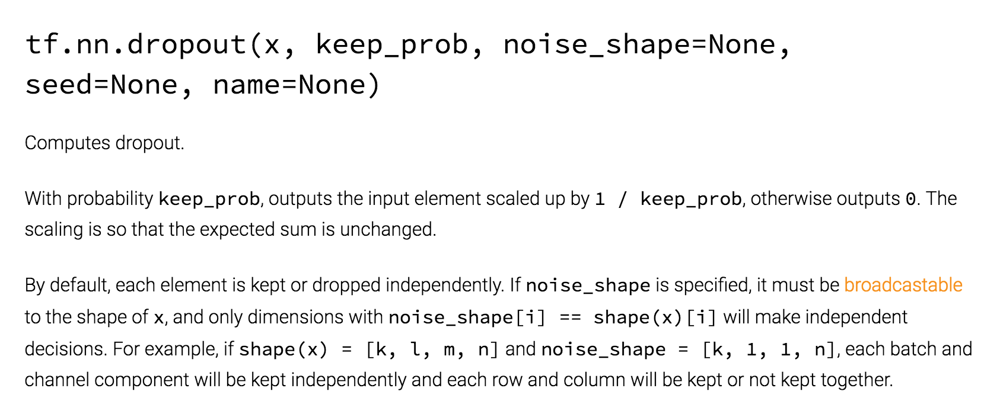 tf.nn.dropout(x, keep_prob, noise_shape=None,
seed=None, name=None)
Computes dropout.
With probability keep_prob, outputs the input element scaled up by 1 / keep_prob, otherwise outputs 0. The
scaling is so that the expected sum is unchanged.
By default, each element is kept or dropped independently. If noise_shape is specified, it must be broadcastable
to the shape of x, and only dimensions with noise_shape[i] == shape(x)[i] will make independent
decisions. For example, if shape(x) = [k, l, m, n] and noise_shape = [k, 1, 1, n], each batch and
channel component will be kept independently and each row and column will be kept or not kept together.